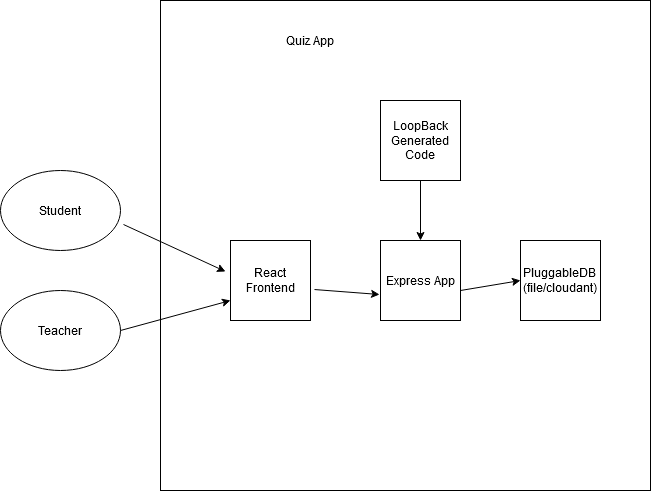 Quiz App
LoopBack
Generated
Code
Student
React
Frontend
Express App
PluggableDB
(file/cloudant)
Teacher